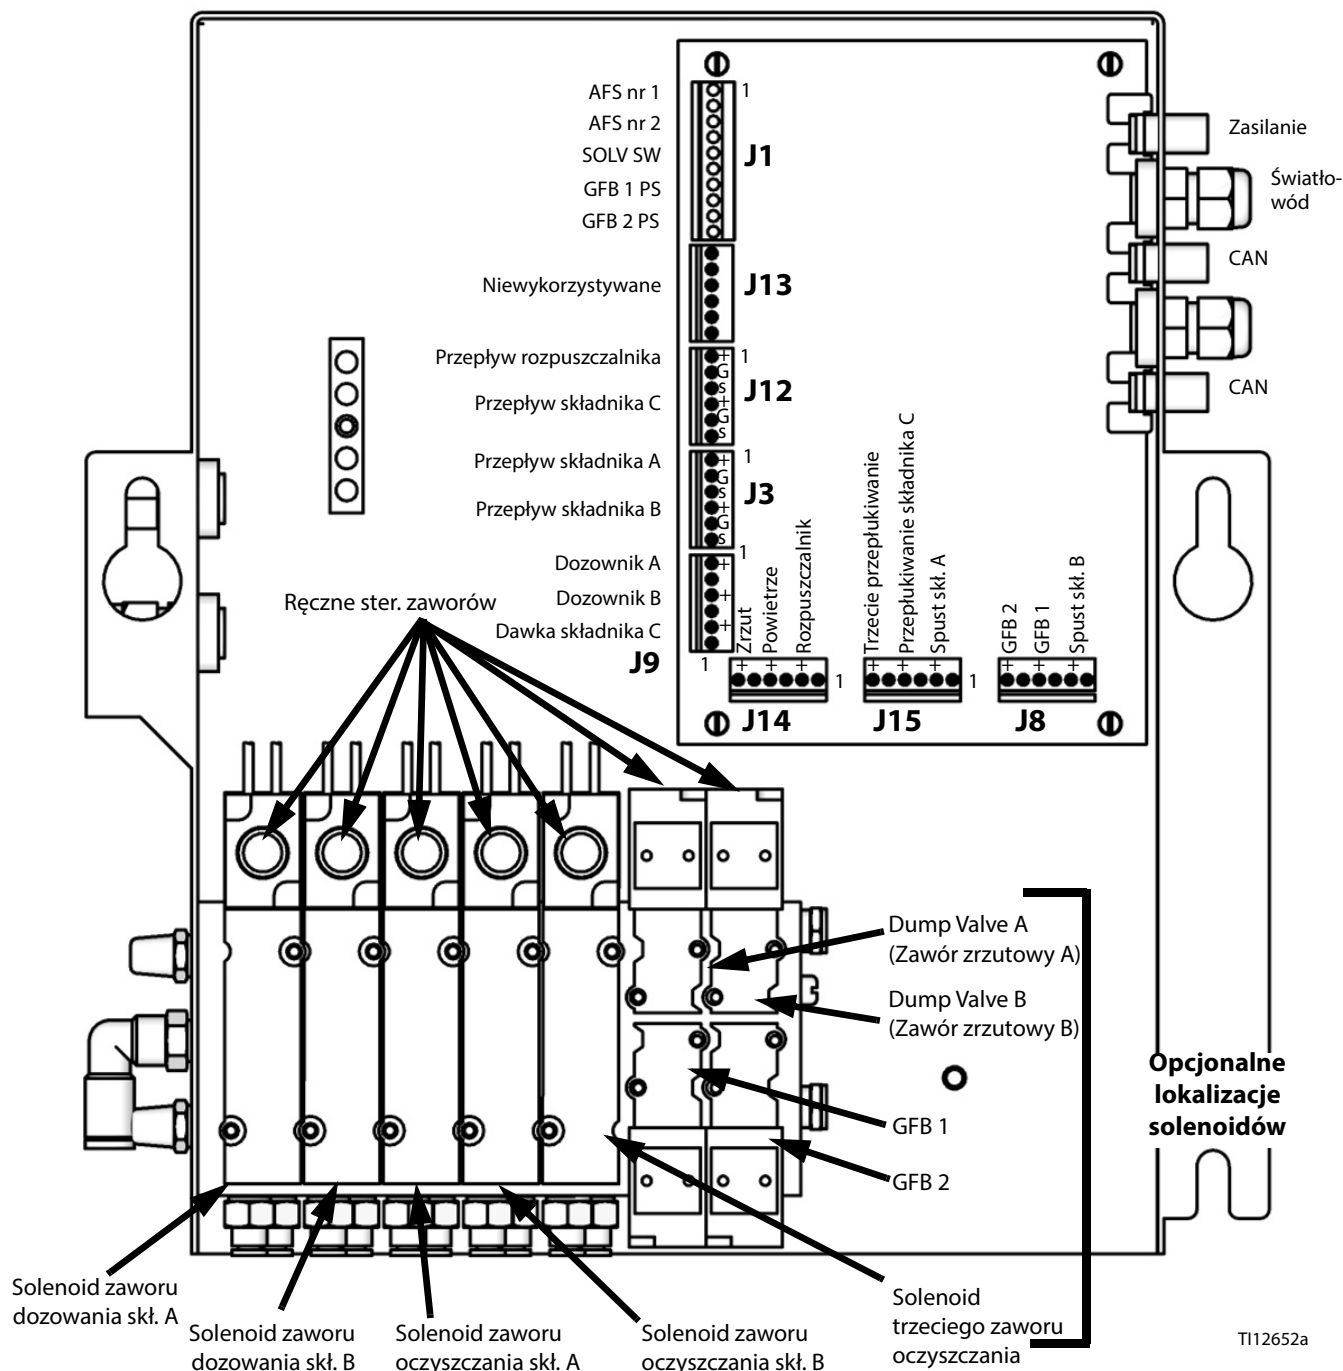 AFS nr 1
AFS nr 2
SOLV SW
GFB 1 PS
GFB 2 PS
1
J1
Zasilanie
Światło-
wód
CAN
CAN
Niewykorzystywane
J13
Przepływ rozpuszczalnika
Przepływ składnika C
+
G
s
+
G
s
1
J12
Przepływ składnika A
Przepływ składnika B
+
G
s
+
G
s
1
J3
Dozownik A
Dozownik B
Dawka składnika C
+
+
+
1
J9
1
Zrzut
Powietrze
Rozpuszczalnik
+
+
+
1
J14
Trzecie przepłukiwanie
Przepłukiwanie składnika C
Spust skł. A
+
+
+
1
J15
GFB 2
GFB 1
Spust skł. B
+
+
+
J8
Ręczne ster. zaworów
Dump Valve A
(Zawór zrzutowy A)
Dump Valve B
(Zawór zrzutowy B)
GFB 1
GFB 2
Opcjonalne
lokalizacje
solenoidów
Solenoid zaworu
dozowania skł. A
Solenoid zaworu
dozowania skł. B
Solenoid zaworu
oczyszczania skł. A
Solenoid zaworu
oczyszczania skł. B
Solenoid
trzeciego zaworu
oczyszczania
TI12652a